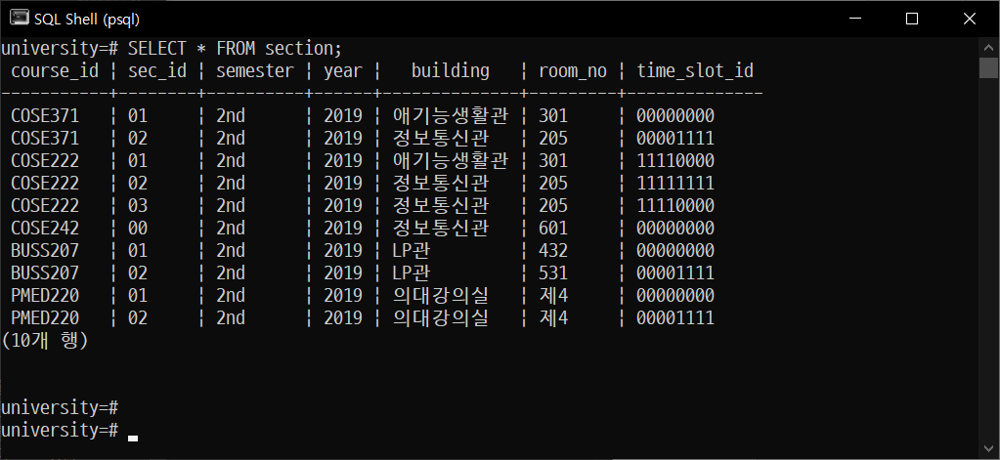 SQL Shell (psql)
university=# SELECT * FROM section;
 course_id | sec_id | semester | year |   building   | room_no | time_slot_id
-----------+--------+----------+------+--------------+---------+--------------
 COSE371   | 01     | 2nd      | 2019 | 애기능생활관 | 301     | 00000000
 COSE371   | 02     | 2nd      | 2019 | 정보통신관   | 205     | 00001111
 COSE222   | 01     | 2nd      | 2019 | 애기능생활관 | 301     | 11110000
 COSE222   | 02     | 2nd      | 2019 | 정보통신관   | 205     | 11111111
 COSE222   | 03     | 2nd      | 2019 | 정보통신관   | 205     | 11110000
 COSE242   | 00     | 2nd      | 2019 | 정보통신관   | 601     | 00000000
 BUSS207   | 01     | 2nd      | 2019 | LP관         | 432     | 00000000
 BUSS207   | 02     | 2nd      | 2019 | LP관         | 531     | 00001111
 PMED220   | 01     | 2nd      | 2019 | 의대강의실   | 제4     | 00000000
 PMED220   | 02     | 2nd      | 2019 | 의대강의실   | 제4     | 00001111
(10개 행)
university=#
university=#